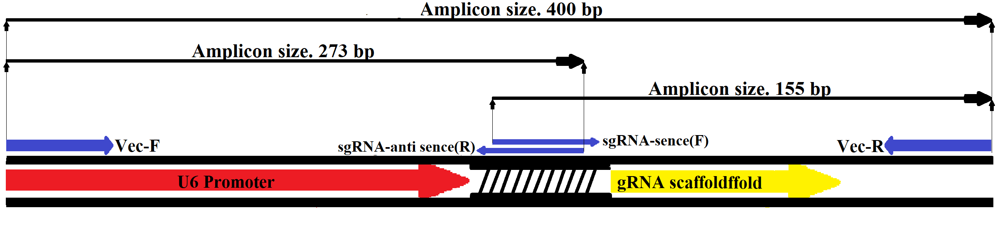 Amplicon size. 400 bp
Amplicon size. 273 bp
Amplicon size. 155 bp
Vec-F
sgRNA-anti sence(R)
sgRNA-sence(F)
Vec-R
U6 Promoter
gRNA scaffoldffold